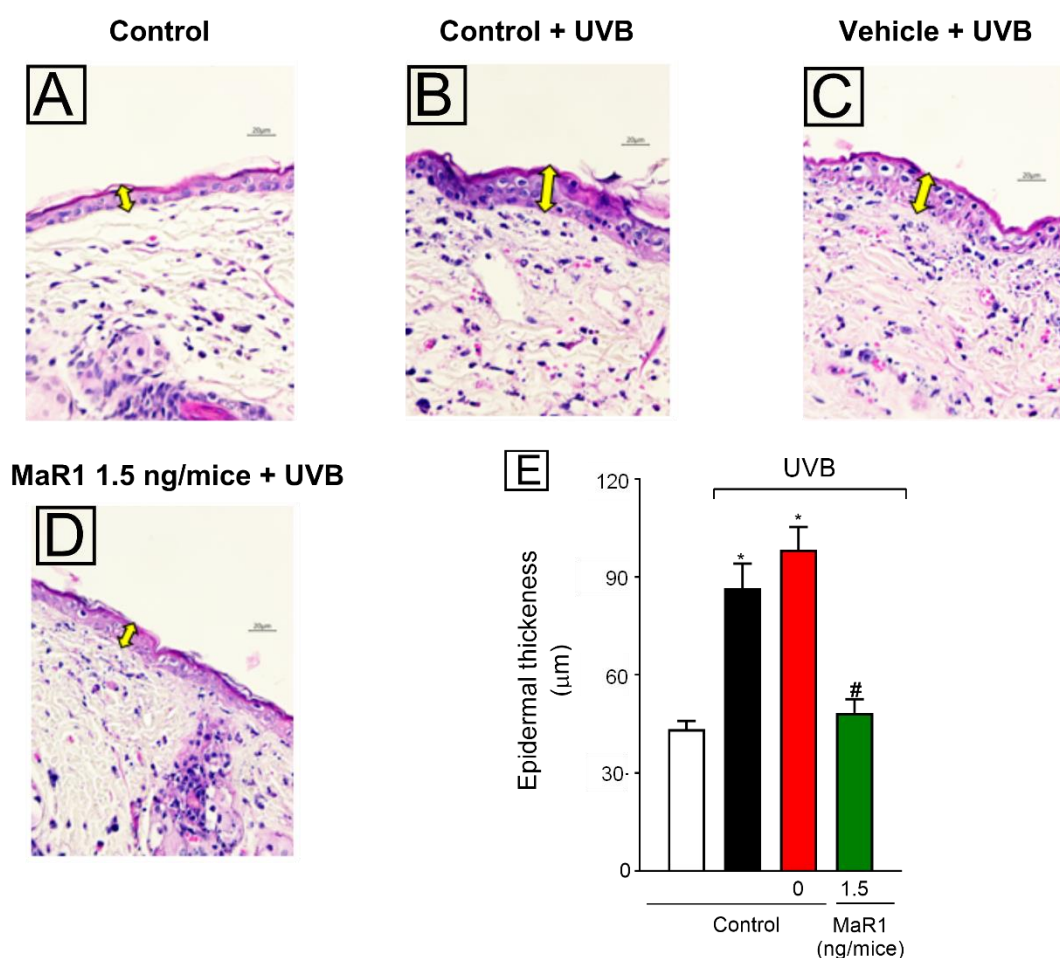 Control
Control + UVB
Vehicle + UVB
A
B
C
20µm
20µm
20µm
MaR1 1.5 ng/mice + UVB
D
20µm
E
UVB
120
90
60
30
0
Epidermal thickeness
(µm)
*
*
#
0
1.5
Control
MaR1
(ng/mice)